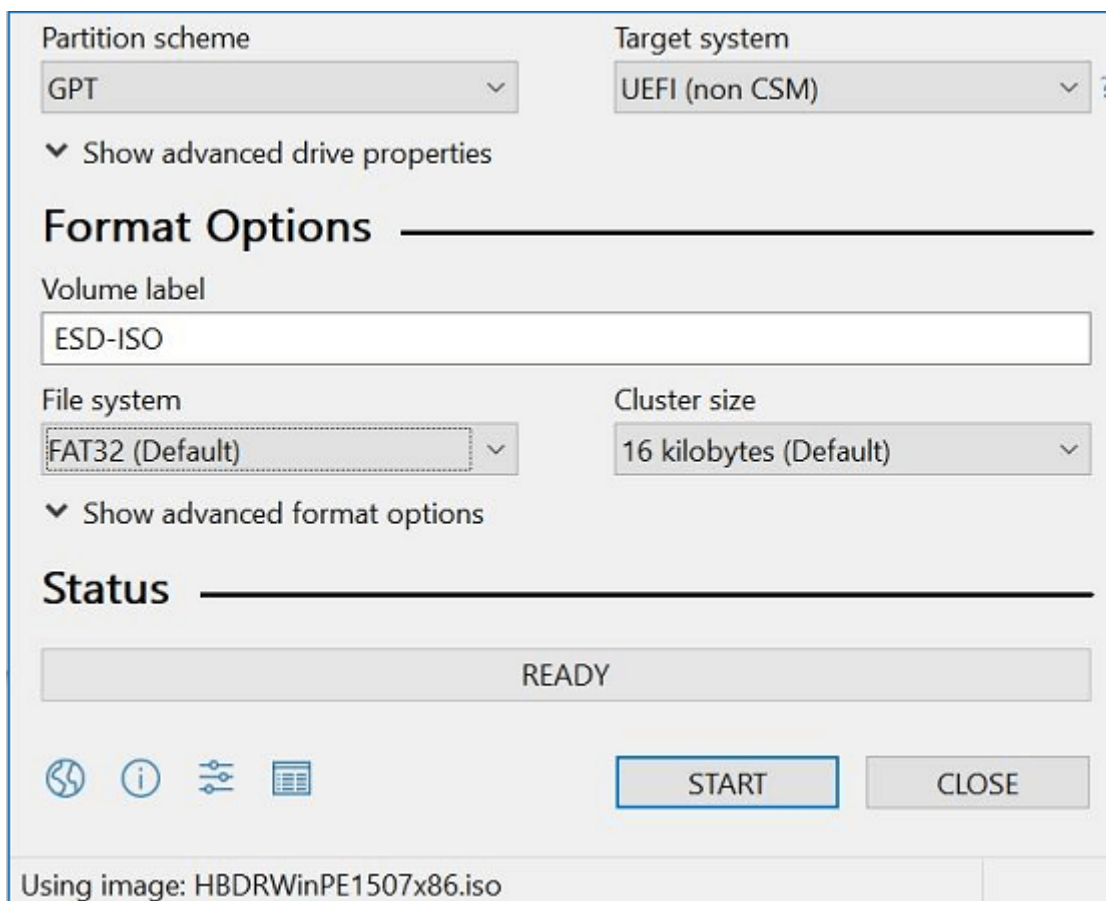 Partition scheme Target system
GPT UEFI (non CSM)
Show advanced drive properties
Format Options
Volume label
ESD-ISO
File system Cluster size
FAT32 (Default) 16 kilobytes (Default)
Show advanced format options
Status
READY
START CLOSE
Using image: HBDRWinPE1507x86.iso